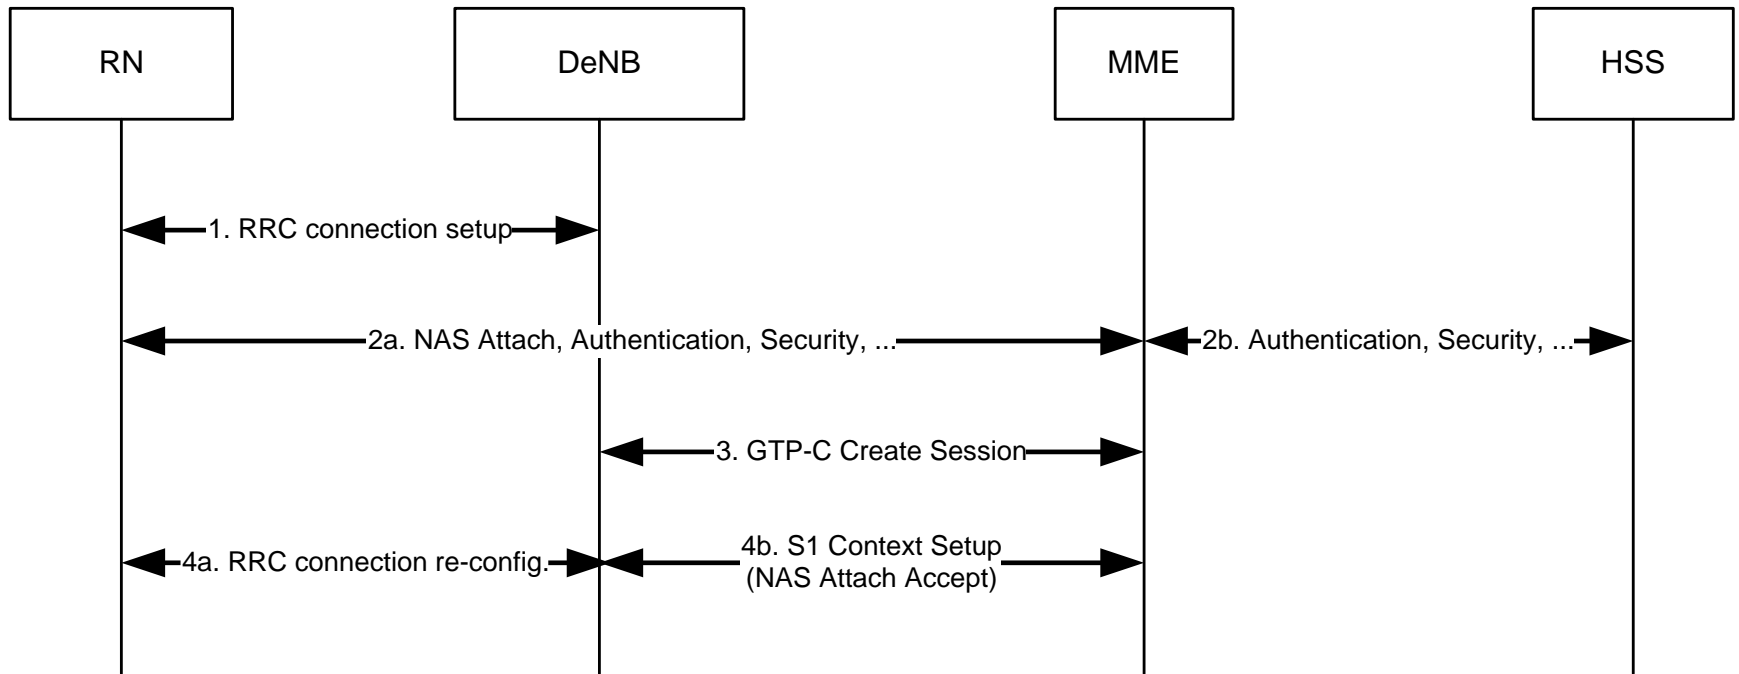 RN
DeNB
MME
HSS
1. RRC connection setup
2a. NAS Attach, Authentication, Security, ...
2b. Authentication, Security, ...
3. GTP-C Create Session
4a. RRC connection re-config.
4b. S1 Context Setup
(NAS Attach Accept)